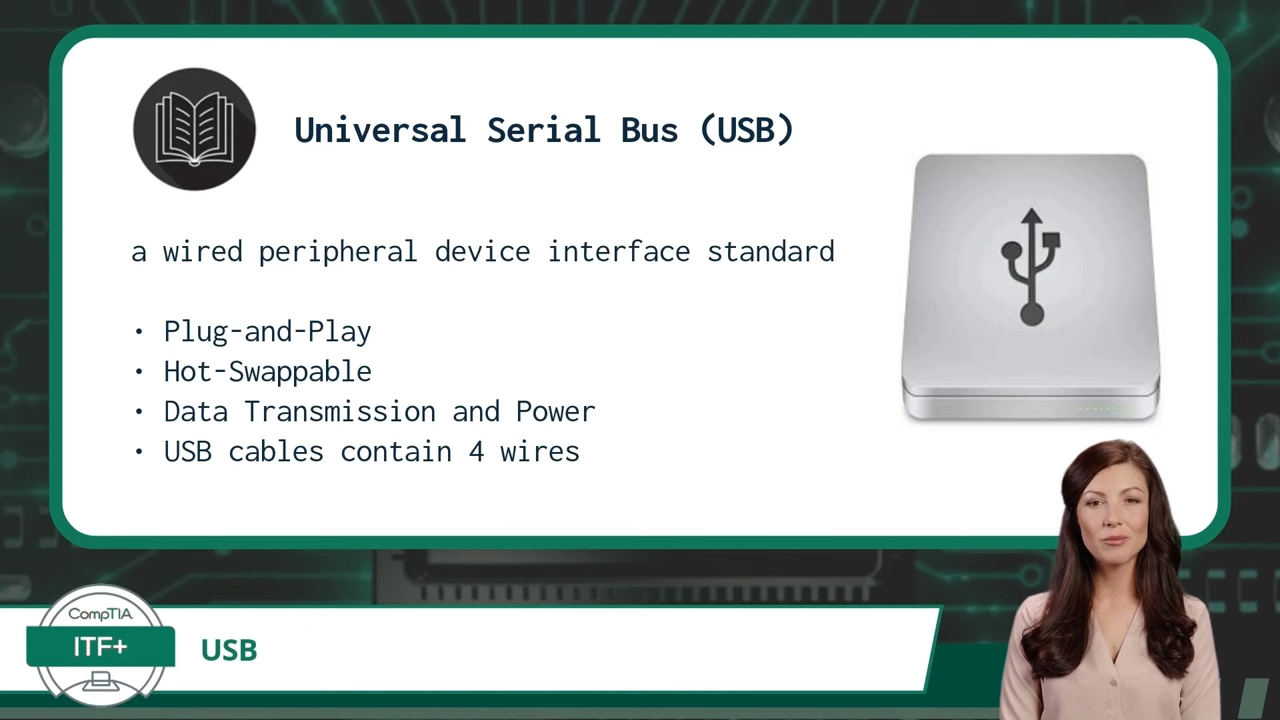 Universal Serial Bus (USB)
a wired peripheral device interface standard
• Plug-and-Play
• Hot-Swappable
• Data Transmission and Power
• USB cables contain 4 wires
CompTIA.
ITF+
USB